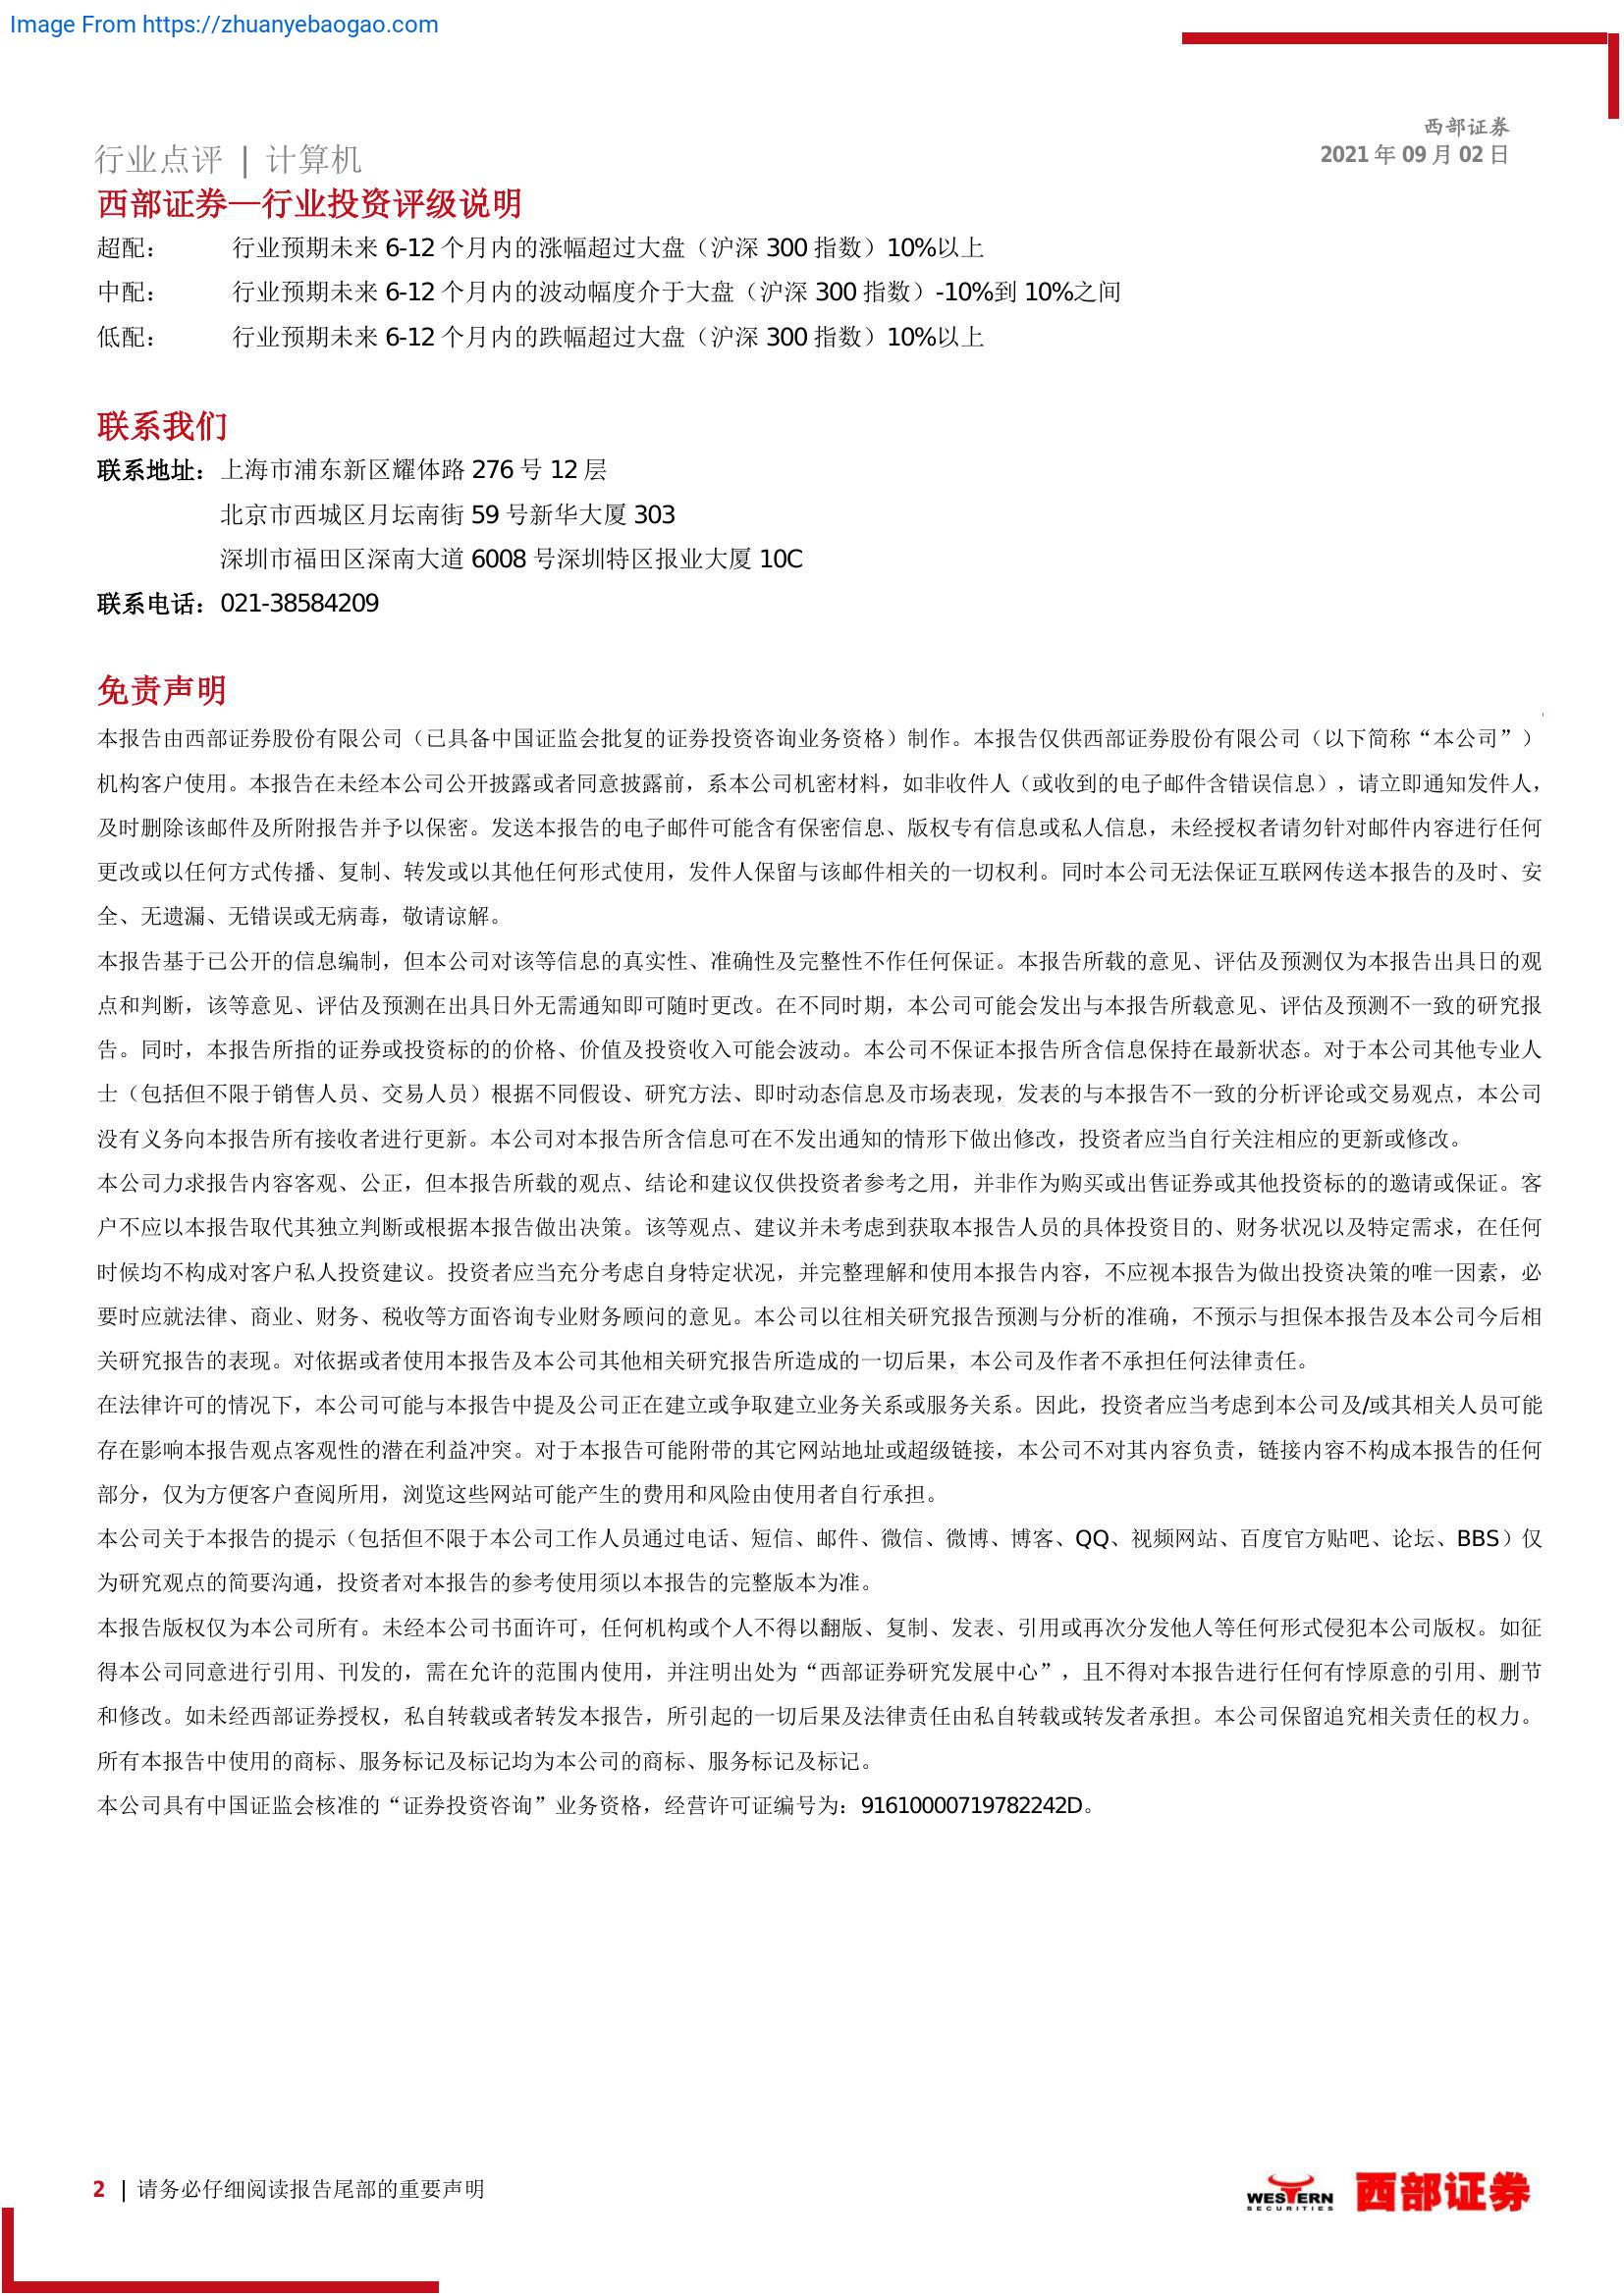 Image From https://zhuanyebaogao.com
西部证券
2021 年 09 月 02 日
行业点评 | 计算机
西部证券—行业投资评级说明
超配： 行业预期未来 6-12 个月内的涨幅超过大盘（沪深 300 指数）10%以上
中配： 行业预期未来 6-12 个月内的波动幅度介于大盘（沪深 300 指数）-10%到 10%之间
低配： 行业预期未来 6-12 个月内的跌幅超过大盘（沪深 300 指数）10%以上
联系我们
联系地址：上海市浦东新区耀体路 276 号 12 层
北京市西城区月坛南街 59 号新华大厦 303
深圳市福田区深南大道 6008 号深圳特区报业大厦 10C
联系电话：021-38584209
免责声明
本报告由西部证券股份有限公司（已具备中国证监会批复的证券投资咨询业务资格）制作。本报告仅供西部证券股份有限公司（以下简称“本公司”）
机构客户使用。本报告在未经本公司公开披露或者同意披露前，系本公司机密材料，如非收件人（或收到的电子邮件含错误信息），请立即通知发件人，
及时删除该邮件及所附报告并予以保密。发送本报告的电子邮件可能含有保密信息、版权专有信息或私人信息，未经授权者请勿针对邮件内容进行任何
更改或以任何方式传播、复制、转发或以其他任何形式使用，发件人保留与该邮件相关的一切权利。同时本公司无法保证互联网传送本报告的及时、安
全、无遗漏、无错误或无病毒，敬请谅解。
本报告基于已公开的信息编制，但本公司对该等信息的真实性、准确性及完整性不作任何保证。本报告所载的意见、评估及预测仅为本报告出具日的观
点和判断，该等意见、评估及预测在出具日外无需通知即可随时更改。在不同时期，本公司可能会发出与本报告所载意见、评估及预测不一致的研究报
告。同时，本报告所指的证券或投资标的的价格、价值及投资收入可能会波动。本公司不保证本报告所含信息保持在最新状态。对于本公司其他专业人
士（包括但不限于销售人员、交易人员）根据不同假设、研究方法、即时动态信息及市场表现，发表的与本报告不一致的分析评论或交易观点，本公司
没有义务向本报告所有接收者进行更新。本公司对本报告所含信息可在不发出通知的情形下做出修改，投资者应当自行关注相应的更新或修改。
本公司力求报告内容客观、公正，但本报告所载的观点、结论和建议仅供投资者参考之用，并非作为购买或出售证券或其他投资标的的邀请或保证。客
户不应以本报告取代其独立判断或根据本报告做出决策。该等观点、建议并未考虑到获取本报告人员的具体投资目的、财务状况以及特定需求，在任何
时候均不构成对客户私人投资建议。投资者应当充分考虑自身特定状况，并完整理解和使用本报告内容，不应视本报告为做出投资决策的唯一因素，必
要时应就法律、商业、财务、税收等方面咨询专业财务顾问的意见。本公司以往相关研究报告预测与分析的准确，不预示与担保本报告及本公司今后相
关研究报告的表现。对依据或者使用本报告及本公司其他相关研究报告所造成的一切后果，本公司及作者不承担任何法律责任。
在法律许可的情况下，本公司可能与本报告中提及公司正在建立或争取建立业务关系或服务关系。因此，投资者应当考虑到本公司及/或其相关人员可能
存在影响本报告观点客观性的潜在利益冲突。对于本报告可能附带的其它网站地址或超级链接，本公司不对其内容负责，链接内容不构成本报告的任何
部分，仅为方便客户查阅所用，浏览这些网站可能产生的费用和风险由使用者自行承担。
本公司关于本报告的提示（包括但不限于本公司工作人员通过电话、短信、邮件、微信、微博、博客、QQ、视频网站、百度官方贴吧、论坛、BBS）仅
为研究观点的简要沟通，投资者对本报告的参考使用须以本报告的完整版本为准。
本报告版权仅为本公司所有。未经本公司书面许可，任何机构或个人不得以翻版、复制、发表、引用或再次分发他人等任何形式侵犯本公司版权。如征
得本公司同意进行引用、刊发的，需在允许的范围内使用，并注明出处为“西部证券研究发展中心”，且不得对本报告进行任何有悖原意的引用、删节
和修改。如未经西部证券授权，私自转载或者转发本报告，所引起的一切后果及法律责任由私自转载或转发者承担。本公司保留追究相关责任的权力。
所有本报告中使用的商标、服务标记及标记均为本公司的商标、服务标记及标记。
本公司具有中国证监会核准的“证券投资咨询”业务资格，经营许可证编号为：91610000719782242D。
2 | 请务必仔细阅读报告尾部的重要声明
WESTERN
SECURITIES
西部证券